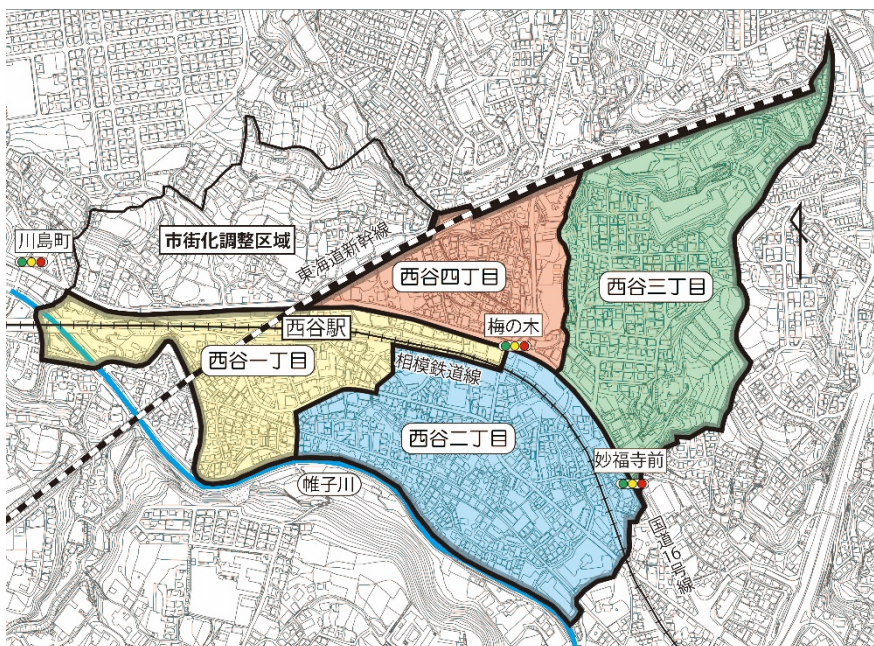 川島町
市街化調整区域
東海道新幹線
西谷四丁目
西谷三丁目
西谷駅
梅の木
西谷一丁目
相模鉄道線
西谷二丁目
妙福寺前
帷子川
国道16号線